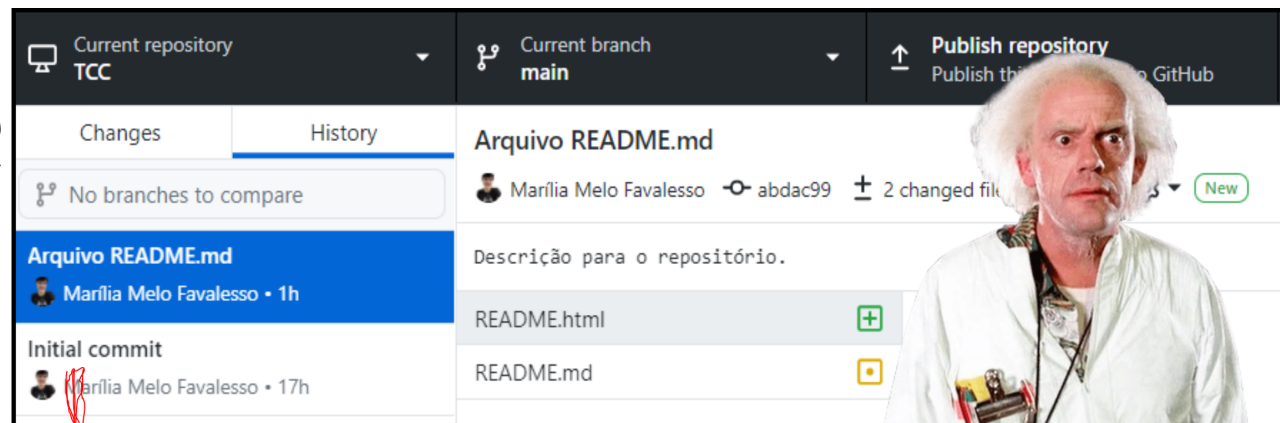 Current repository
TCC
Current branch
main
Publish repository
Publish GitHub
Changes
History
No branches to compare
Arquivo README.md
Marília Melo Favalesso • 1h
Initial commit
Marília Melo Favalesso • 17h
Arquivo README.md
Marília Melo Favalesso abdac99 2 changed New
Descrição para o repositório.
README.html
README.md